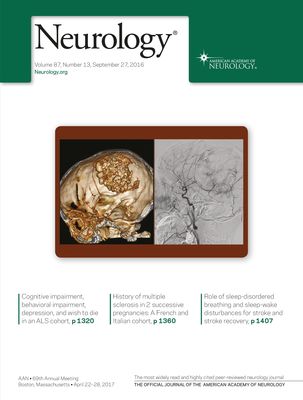 Neurology®
Volume 87, Number 13, September 27, 2016
Neurology.org
AMERICAN ACADEMY OF
NEUROLOGY®
Cognitive impairment,
behavioral impairment,
depression, and wish to die
in an ALS cohort, p 1320
History of multiple
sclerosis in 2 successive
pregnancies: A French and
Italian cohort, p 1360
Role of sleep-disordered
breathing and sleep-wake
disturbances for stroke and
stroke recovery, p 1407
AAN • 69th Annual Meeting
Boston, Massachusetts • April 22–28, 2017
The most widely read and highly cited peer-reviewed neurology journal
THE OFFICIAL JOURNAL OF THE AMERICAN ACADEMY OF NEUROLOGY